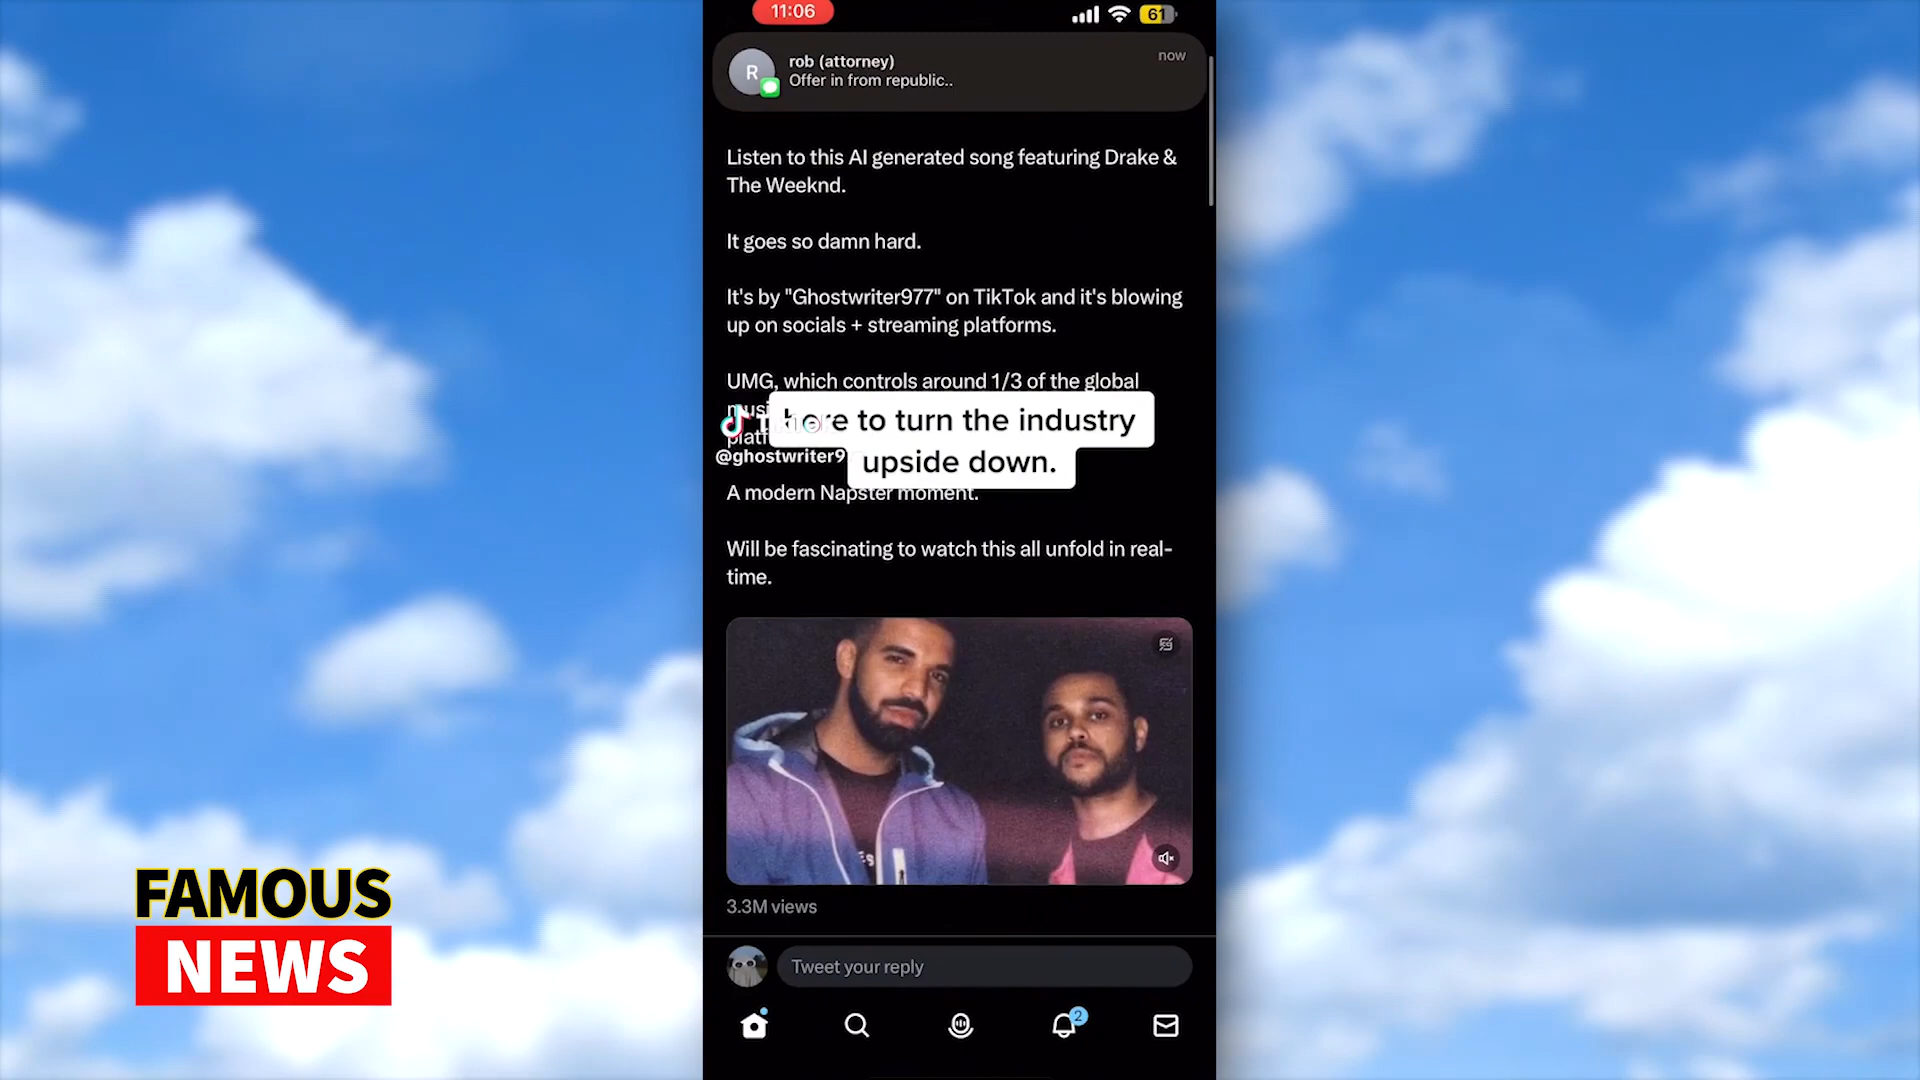 11:06
61
R
rob (attorney)
now
Offer in from republic..
Listen to this AI generated song featuring Drake &
The Weeknd.
It goes so damn hard.
It's by "Ghostwriter977" on TikTok and it's blowing
up on socials + streaming platforms.
UMG, which controls around 1/3 of the global
here to turn the industry
upside down.
@ghostwriter9
A modern Napster moment.
Will be fascinating to watch this all unfold in real-
time.
3.3M views
Tweet your reply
2
FAMOUS
NEWS